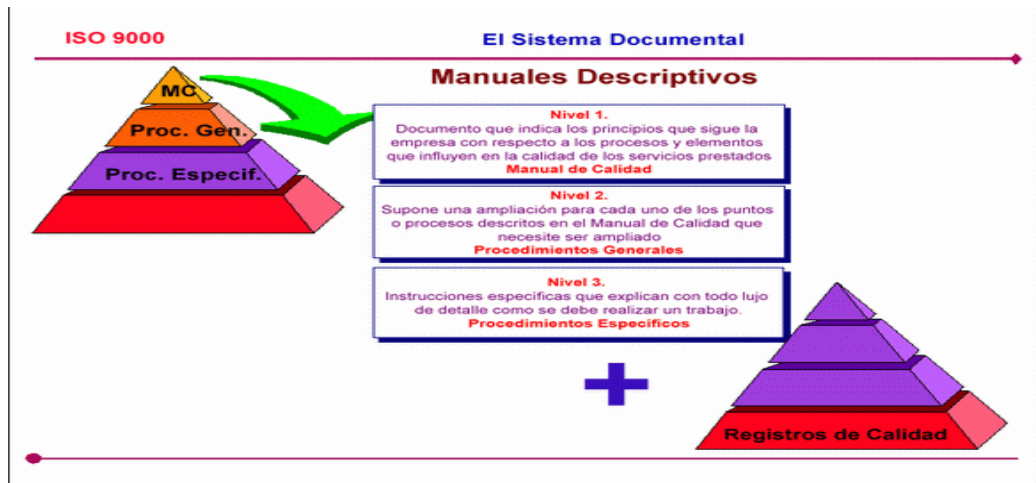 ISO 9000
El Sistema Documental
Manuales Descriptivos
MC
Proc. Gen.
Proc. Especif.
Nivel 1.
Documento que indica los principios que sigue la
empresa con respecto a los procesos y elementos
que influyen en la calidad de los servicios prestados
Manual de Calidad
Nivel 2.
Supone una ampliación para cada uno de los puntos
o procesos descritos en el Manual de Calidad que
necesite ser ampliado
Procedimientos Generales
Nivel 3.
Instrucciones específicas que explican con todo lujo
de detalle como se debe realizar un trabajo.
Procedimientos Específicos
Registros de Calidad